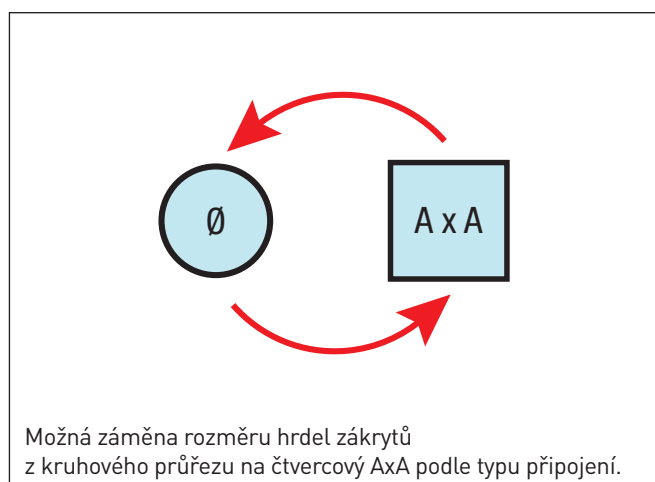 Ø
A x A
Možná záměna rozměru hrdel zákrytů
z kruhového průřezu na čtvercový AxA podle typu připojení.